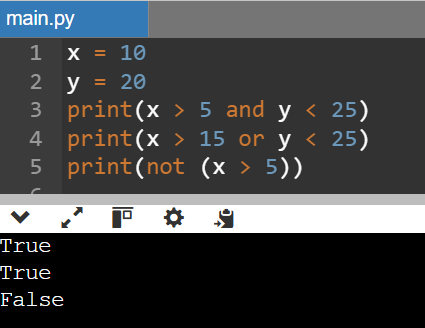 main.py
1 x = 10
2 y = 20
3 print(x > 5 and y < 25)
4 print(x > 15 or y < 25)
5 print(not (x > 5))
True
True
False